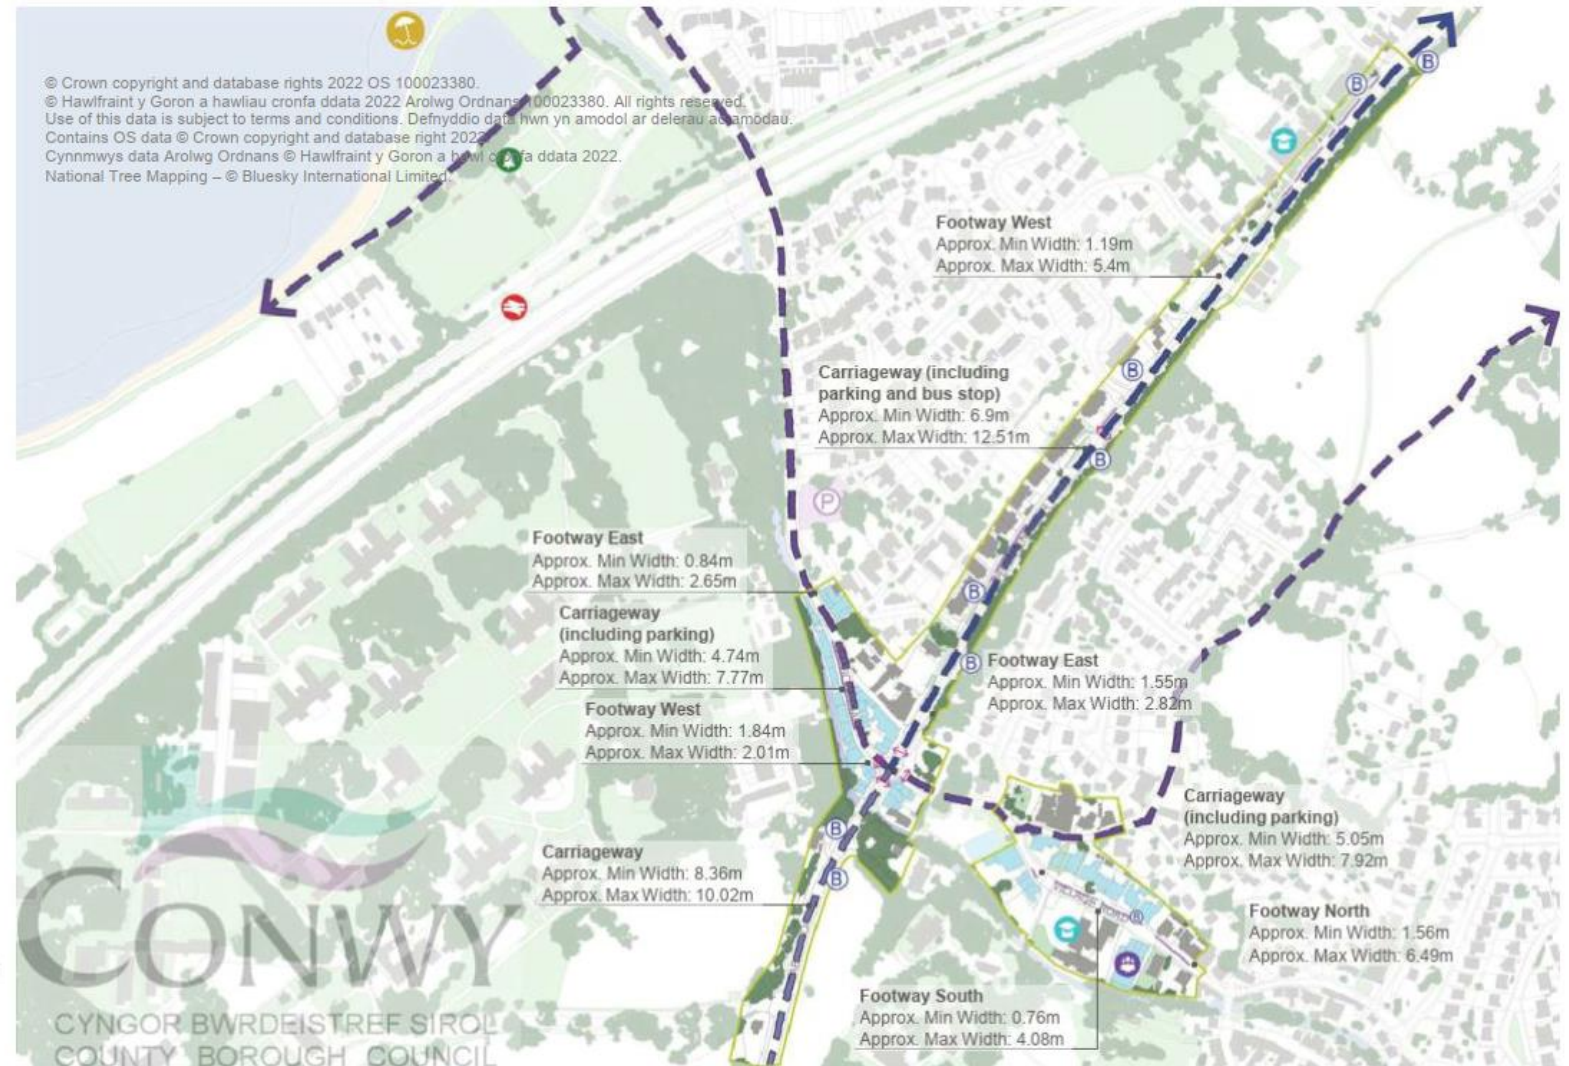 © Crown copyright and database rights 2022 OS 100023380.
© Hawlfraint y Goron a hawliau cronfa ddata 2022 Arolwg Ordnans 100023380. All rights reserved.
Use of this data is subject to terms and conditions. Defnyddio data hwn yn amodol ar delerau ac amodau.
Contains OS data © Crown copyright and database right 2022
Cynnmwys data Arolwg Ordnans © Hawlfraint y Goron a hawl cronfa ddata 2022.
National Tree Mapping – © Bluesky International Limited.
B
B
Footway West
Approx. Min Width: 1.19m
Approx. Max Width: 5.4m
Carriageway (including
parking and bus stop)
Approx. Min Width: 6.9m
Approx. Max Width: 12.51m
B
B
P
Footway East
Approx. Min Width: 0.84m
Approx. Max Width: 2.65m
B
Carriageway
(including parking)
Approx. Min Width: 4.74m
Approx. Max Width: 7.77m
B
Footway East
Approx. Min Width: 1.55m
Approx. Max Width: 2.82m
Footway West
Approx. Min Width: 1.84m
Approx. Max Width: 2.01m
Carriageway
(including parking)
Approx. Min Width: 5.05m
Approx. Max Width: 7.92m
B
B
Carriageway
Approx. Min Width: 8.36m
Approx. Max Width: 10.02m
VILLAGE ROAD
B
Footway North
Approx. Min Width: 1.56m
Approx. Max Width: 6.49m
Footway South
Approx. Min Width: 0.76m
Approx. Max Width: 4.08m
CONWY
CYNGOR BWRDEISTREF SIROL
COUNTY BOROUGH COUNCIL